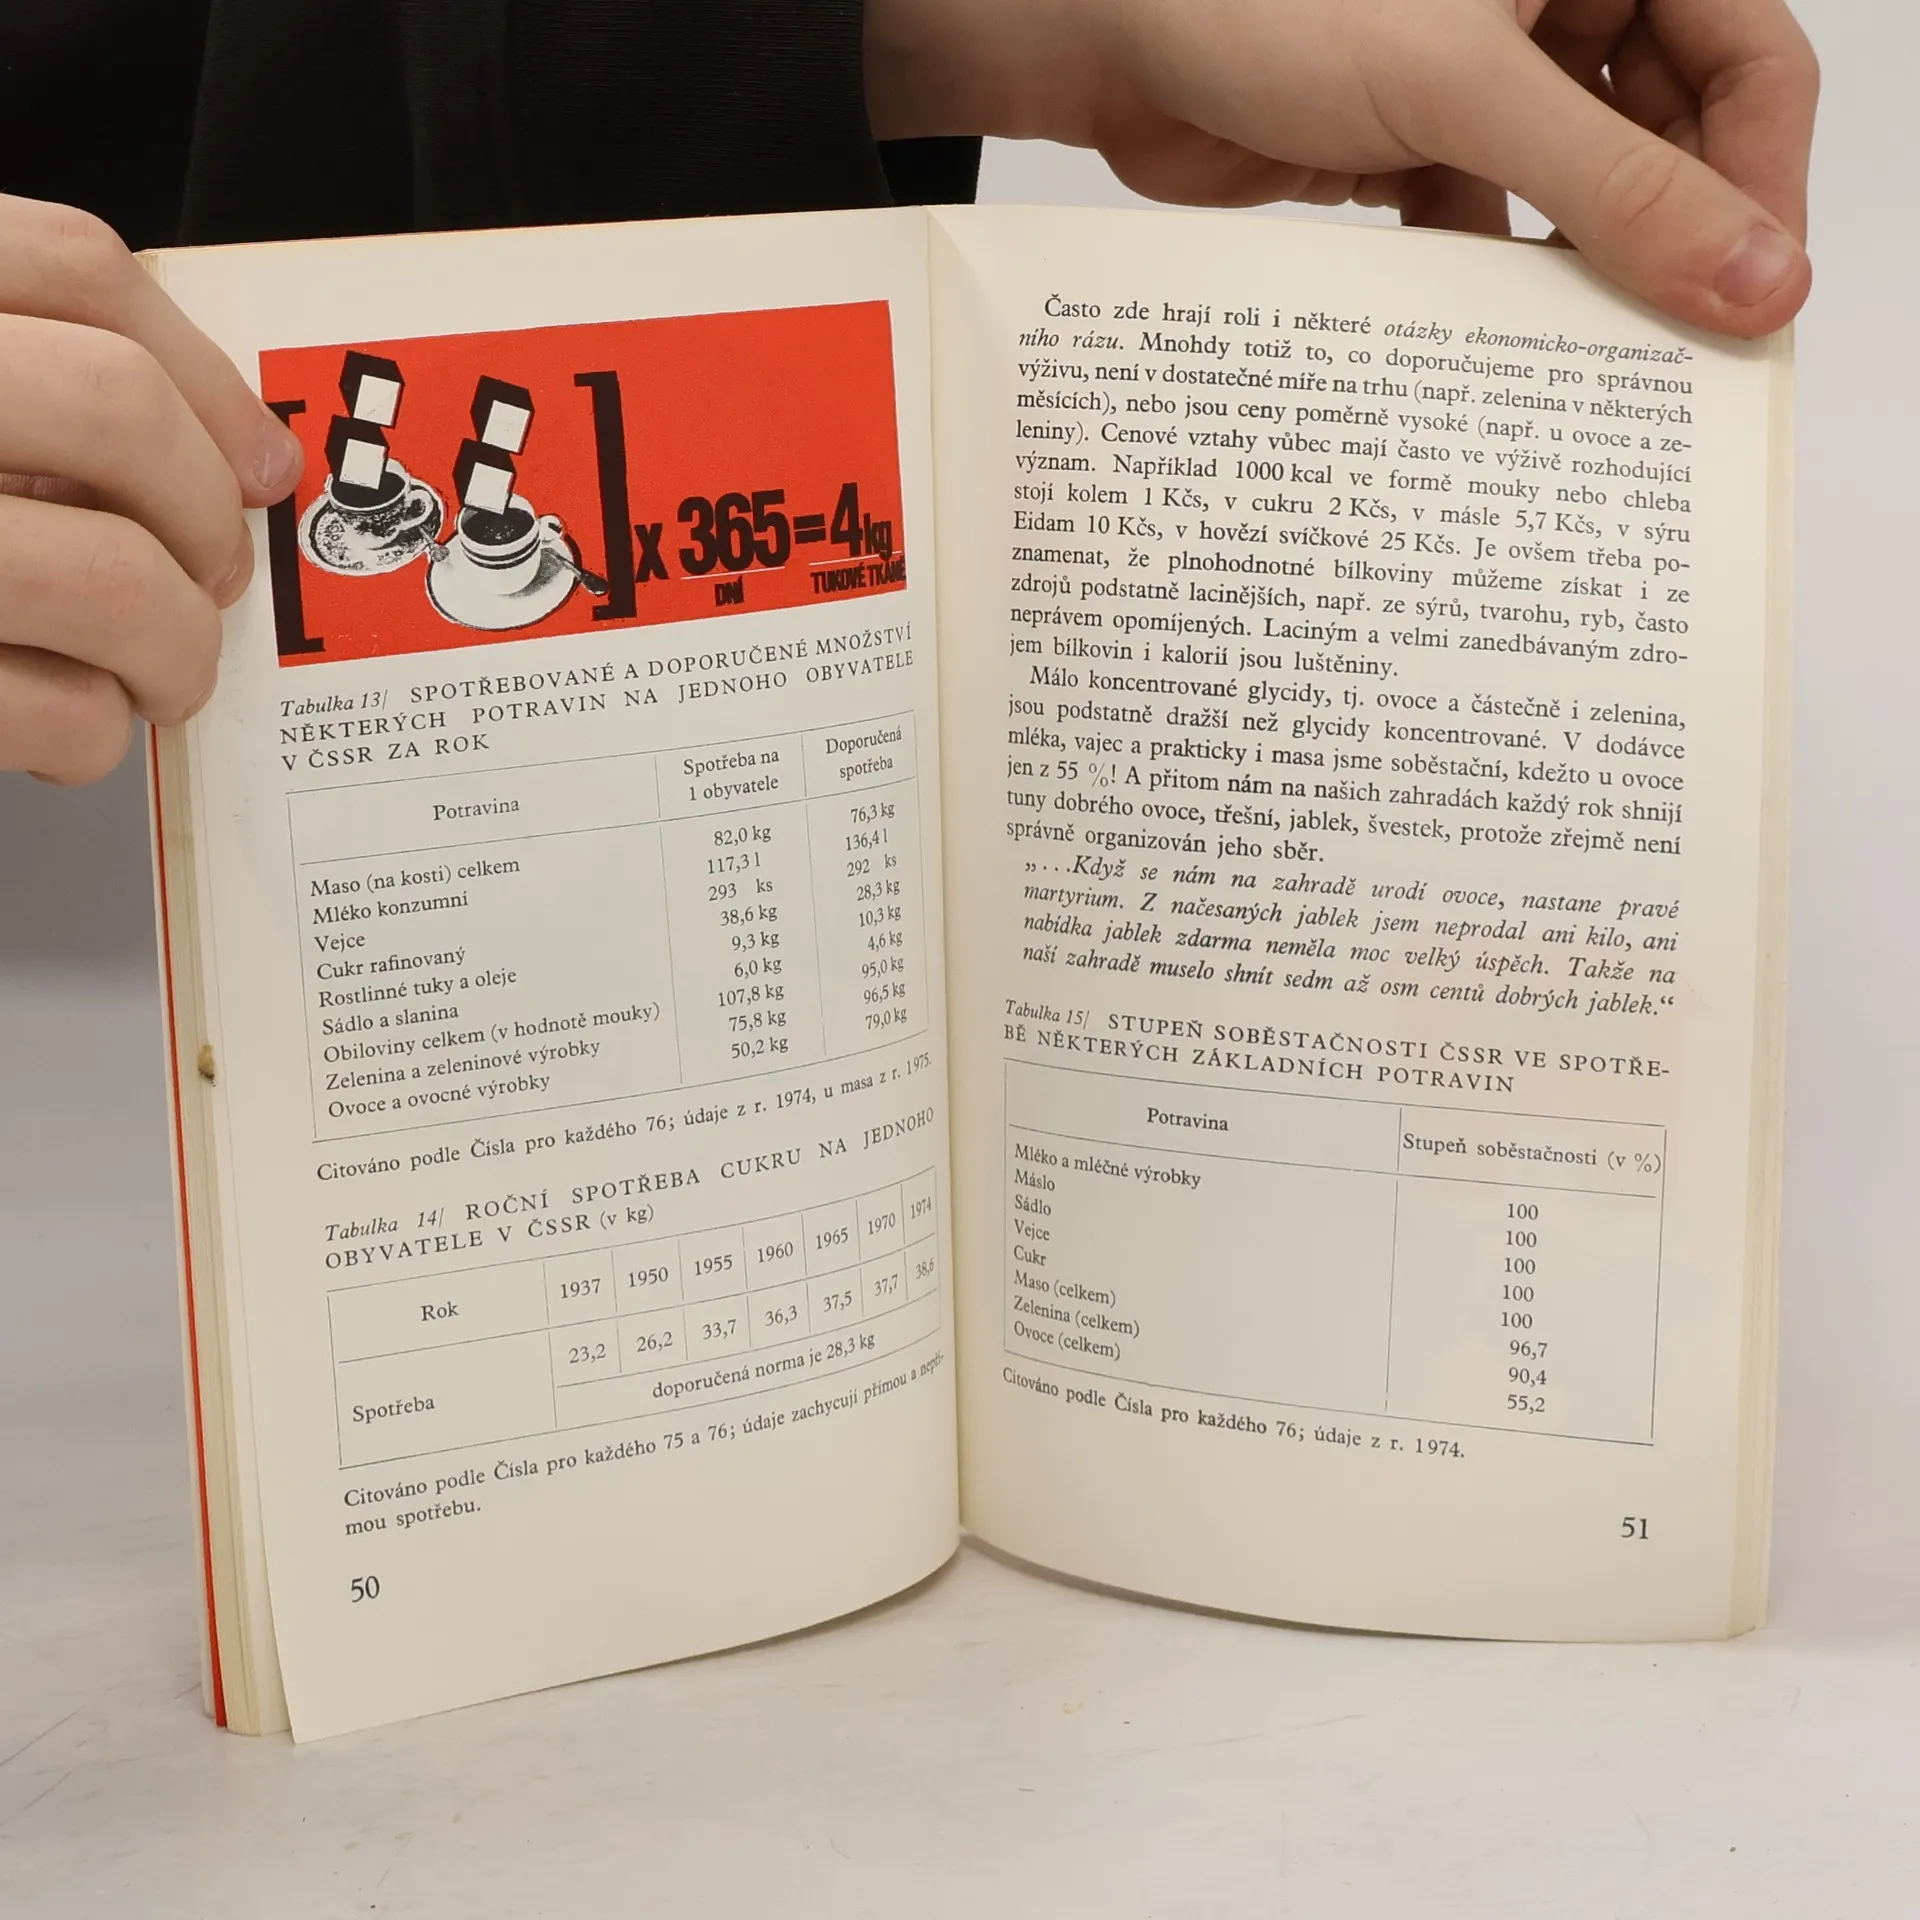 x 365=4kg
DNÍ TUKOVÉ TKÁNĚ
Tabulka 13/ SPOTŘEBOVANÉ A DOPORUČENÉ MNOŽSTVÍ
NĚKTERÝCH POTRAVIN NA JEDNOHO OBYVATELE
V ČSSR ZA ROK
Potravina Spotřeba na 1 obyvatele Doporučená spotřeba
Maso (na kosti) celkem 82,0 kg 76,3 kg
Mléko konzumní 117,3 l 136,4 l
Vejce 293 ks 292 ks
Cukr rafinovaný 38,6 kg 28,3 kg
Rostlinné tuky a oleje 9,3 kg 10,3 kg
Sádlo a slanina 6,0 kg 4,6 kg
Obiloviny celkem (v hodnotě mouky) 107,8 kg 95,0 kg
Zelenina a zeleninové výrobky 75,8 kg 96,5 kg
Ovoce a ovocné výrobky 50,2 kg 79,0 kg
Citováno podle Čísla pro každého 76; údaje z r. 1974, u masa z r. 1975.
Tabulka 14/ ROČNÍ SPOTŘEBA CUKRU NA JEDNOHO
OBYVATELE V ČSSR (v kg)
Rok 1937 1950 1955 1960 1965 1970 1974
Spotřeba 23,2 26,2 33,7 36,3 37,5 37,7 38,6
doporučená norma je 28,3 kg
Citováno podle Čísla pro každého 75 a 76; údaje zachycují přímou a nepří-
mou spotřebu.
50
Často zde hrají roli i některé otázky ekonomicko-organizač-
ního rázu. Mnohdy totiž to, co doporučujeme pro správnou
výživu, není v dostatečné míře na trhu (např. zelenina v některých
měsících), nebo jsou ceny poměrně vysoké (např. u ovoce a ze-
leniny). Cenové vztahy vůbec mají často ve výživě rozhodující
význam. Například 1000 kcal ve formě mouky nebo chleba
stojí kolem 1 Kčs, v cukru 2 Kčs, v másle 5,7 Kčs, v sýru
Eidam 10 Kčs, v hovězí svíčkové 25 Kčs. Je ovšem třeba po-
znamenat, že plnohodnotné bílkoviny můžeme získat i ze
zdrojů podstatně lacinějších, např. ze sýrů, tvarohu, ryb, často
neprávem opomíjených. Laciným a velmi zanedbávaným zdro-
jem bílkovin i kalorií jsou luštěniny.
Málo koncentrované glycidy, tj. ovoce a částečně i zelenina,
jsou podstatně dražší než glycidy koncentrované. V dodávce
mléka, vajec a prakticky i masa jsme soběstační, kdežto u ovoce
jen z 55 %! A přitom nám na našich zahradách každý rok shnijí
tuny dobrého ovoce, třešní, jablek, švestek, protože zřejmě není
správně organizován jeho sběr.
„...Když se nám na zahradě urodí ovoce, nastane pravé
martyrium. Z načesaných jablek jsem neprodal ani kilo, ani
nabídka jablek zdarma neměla moc velký úspěch. Takže na
naší zahradě muselo shnít sedm až osm centů dobrých jablek.“
Tabulka 15/ STUPEŇ SOBĚSTAČNOSTI ČSSR VE SPOTŘE-
BĚ NĚKTERÝCH ZÁKLADNÍCH POTRAVIN
Potravina Stupeň soběstačnosti (v %)
Mléko a mléčné výrobky 100
Máslo 100
Sádlo 100
Vejce 100
Cukr 100
Maso (celkem) 96,7
Zelenina (celkem) 90,4
Ovoce (celkem) 55,2
Citováno podle Čísla pro každého 76; údaje z r. 1974.
51